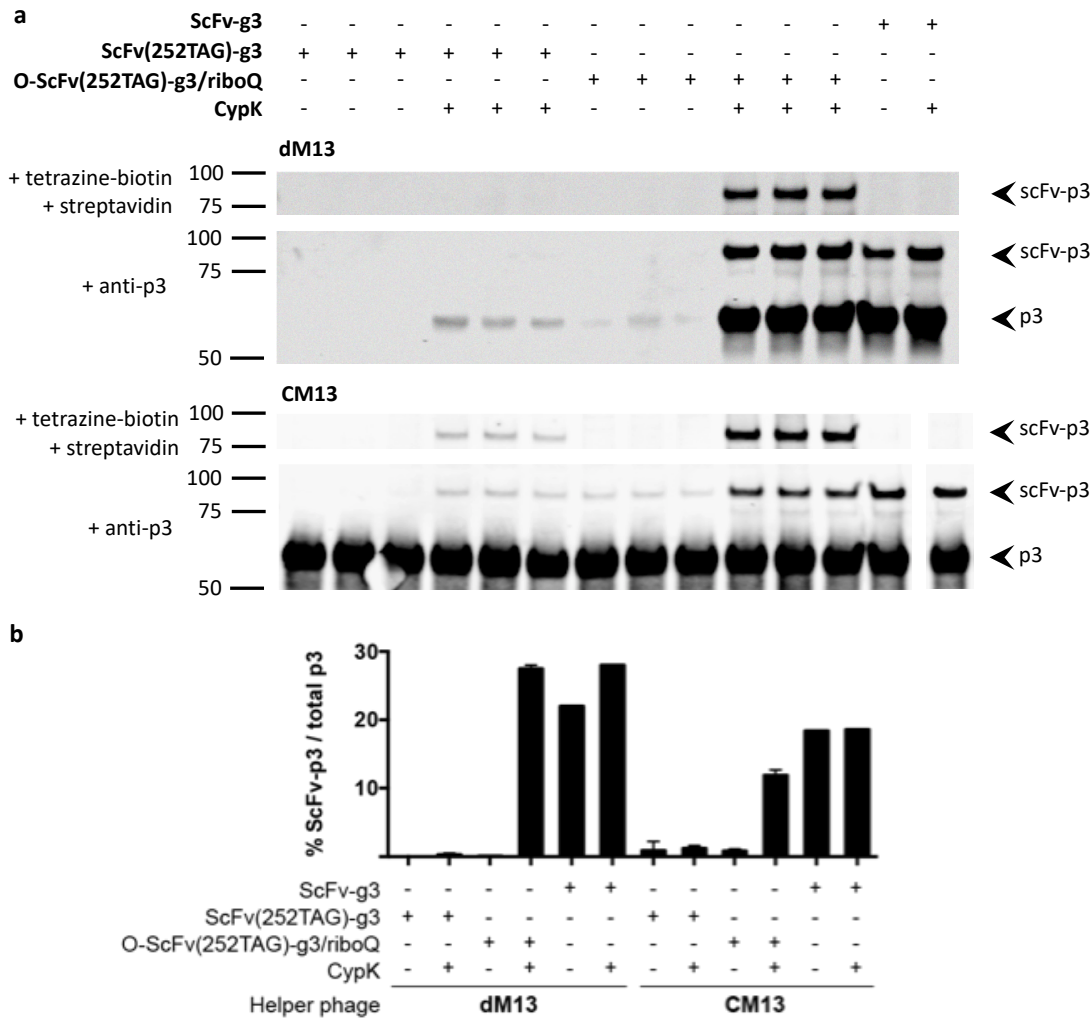 a
ScFv-g3 - - - - - - - - - - - - + +
ScFv(252TAG)-g3 + + + + + + - - - - - - - -
O-ScFv(252TAG)-g3/riboQ - - - - - - + + + + + + - -
CypK - - - + + + - - - + + + - +
dM13
+ tetrazine-biotin
+ streptavidin
100
75
scFv-p3
+ anti-p3
100
75
50
scFv-p3
p3
CM13
+ tetrazine-biotin
+ streptavidin
100
75
scFv-p3
+ anti-p3
100
75
50
scFv-p3
p3
b
% ScFv-p3 / total p3
30
20
10
ScFv-g3 - - - - + + - - - - + +
ScFv(252TAG)-g3 + + - - - - + + - - - -
O-ScFv(252TAG)-g3/riboQ - - + + - - - - + + - -
CypK - + - + - + - + - + - +
Helper phage dM13 CM13